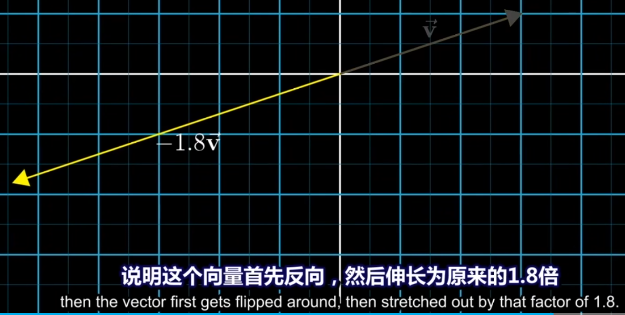 v⃗
−1.8v⃗
说明这个向量首先反向，然后伸长为原来的1.8倍
then the vector first gets flipped around, then stretched out by that factor of 1.8.